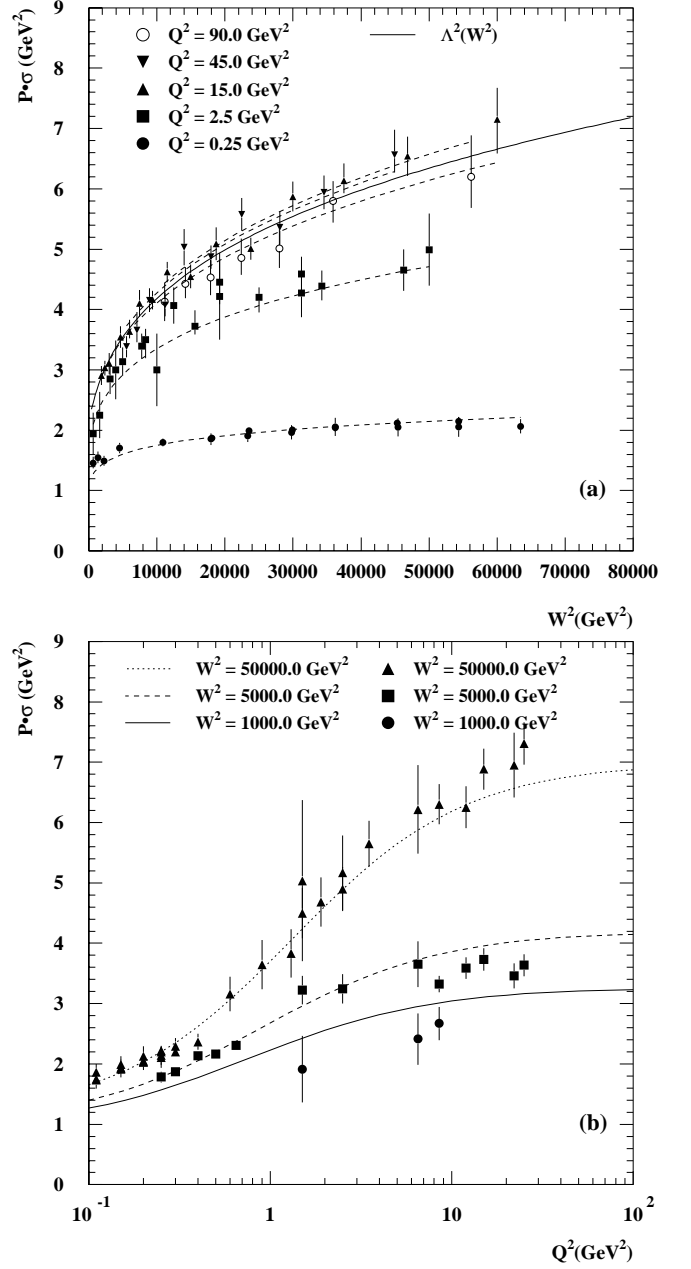 P•σ (GeV²)
9
8
7
6
5
4
3
2
1
0
Q² = 90.0 GeV²
Q² = 45.0 GeV²
Q² = 15.0 GeV²
Q² = 2.5 GeV²
Q² = 0.25 GeV²
Λ²(W²)
(a)
0 10000 20000 30000 40000 50000 60000 70000 80000
W²(GeV²)
P•σ (GeV²)
9
8
7
6
5
4
3
2
1
0
W² = 50000.0 GeV² W² = 50000.0 GeV²
W² = 5000.0 GeV² W² = 5000.0 GeV²
W² = 1000.0 GeV² W² = 1000.0 GeV²
(b)
10⁻¹ 1 10 10²
Q²(GeV²)